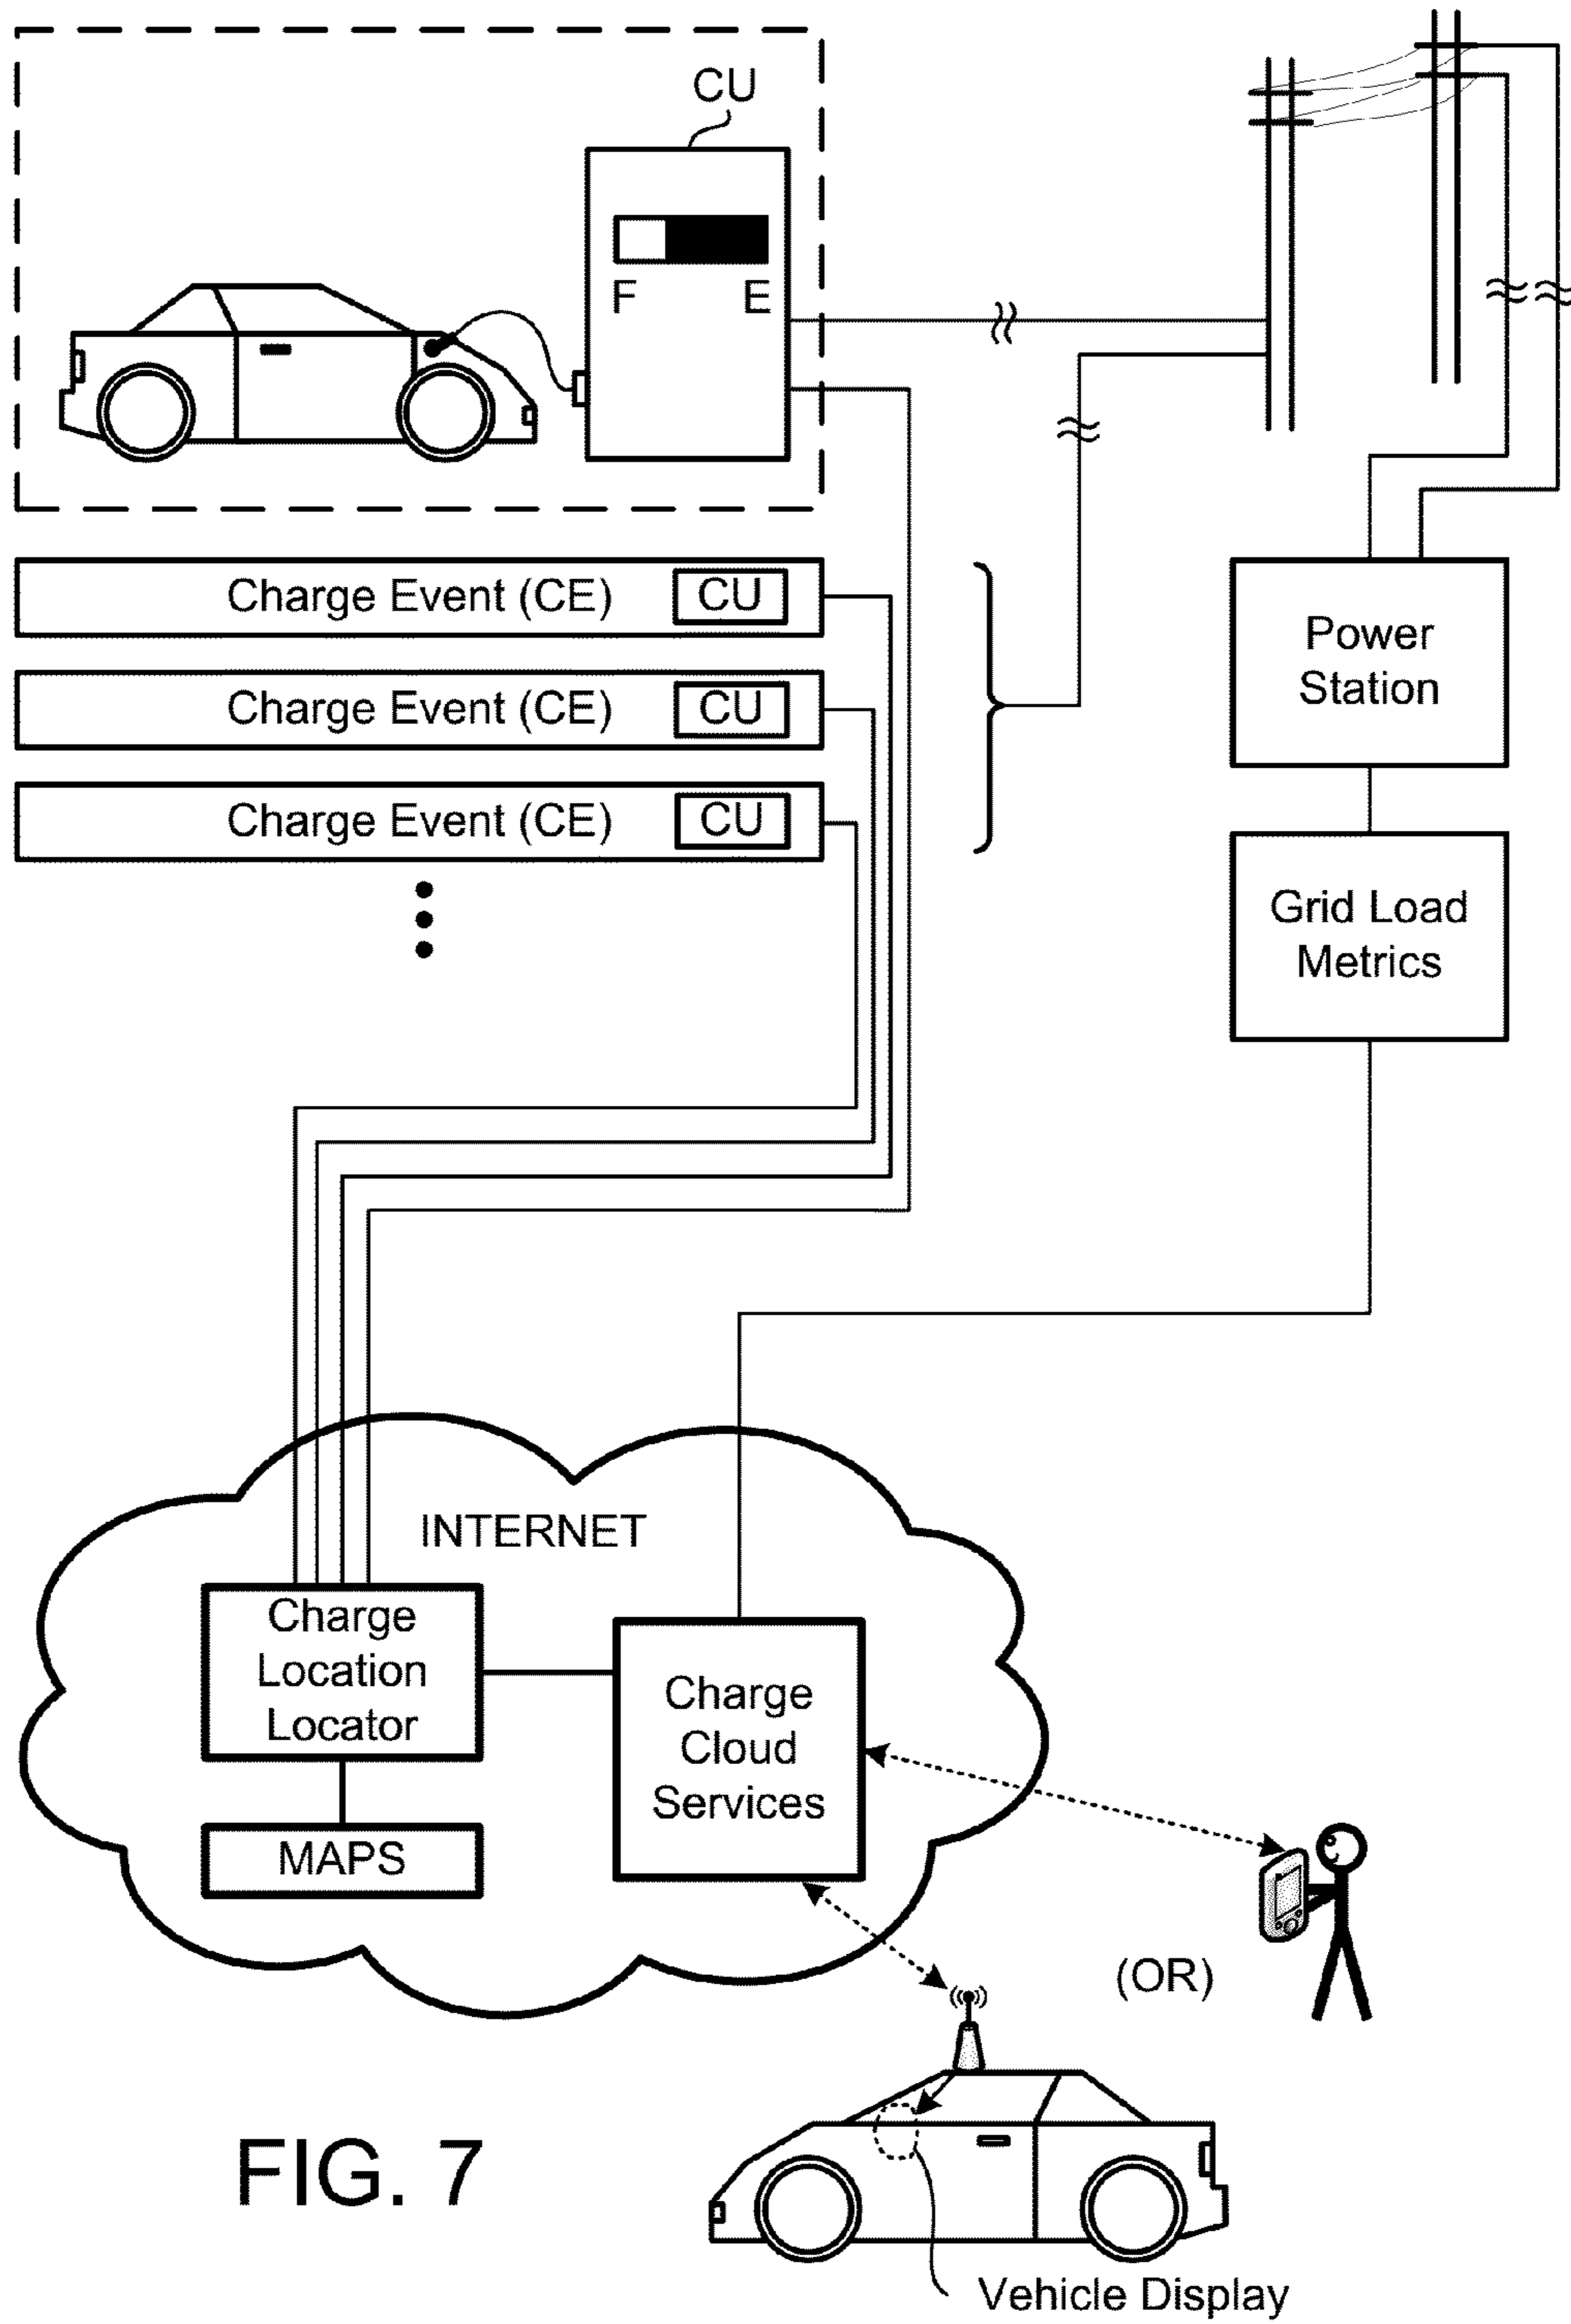 CU
F E
Charge Event (CE) CU
Charge Event (CE) CU
Charge Event (CE) CU
Power
Station
Grid Load
Metrics
INTERNET
Charge
Location
Locator
MAPS
Charge
Cloud
Services
(OR)
FIG. 7
Vehicle Display